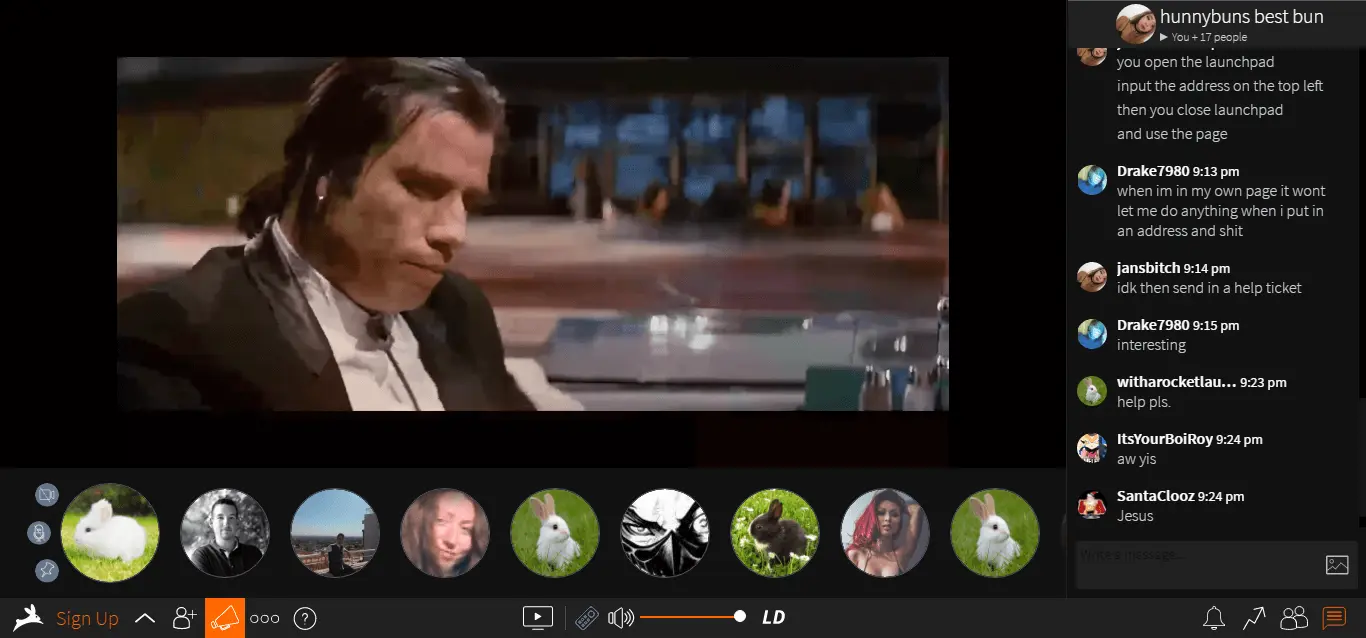 hunnybuns best bun
You + 17 people
you open the launchpad
input the address on the top left
then you close launchpad
and use the page
Drake7980 9:13 pm
when im in my own page it wont
let me do anything when i put in
an address and shit
jansbitch 9:14 pm
idk then send in a help ticket
Drake7980 9:15 pm
interesting
witharocketlau... 9:23 pm
help pls.
ItsYourBoiRoy 9:24 pm
aw yis
SantaClooz 9:24 pm
Jesus
Write a message...
Sign Up
LD